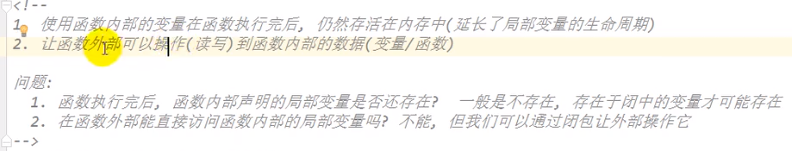 <!--
1. 使用函数内部的变量在函数执行完后, 仍然存活在内存中(延长了局部变量的生命周期)
2. 让函数外部可以操作(读写)到函数内部的数据(变量/函数)
问题:
1. 函数执行完后, 函数内部声明的局部变量是否还存在? 一般是不存在, 存在于闭中的变量才可能存在
2. 在函数外部能直接访问函数内部的局部变量吗? 不能, 但我们可以通过闭包让外部操作它
-->